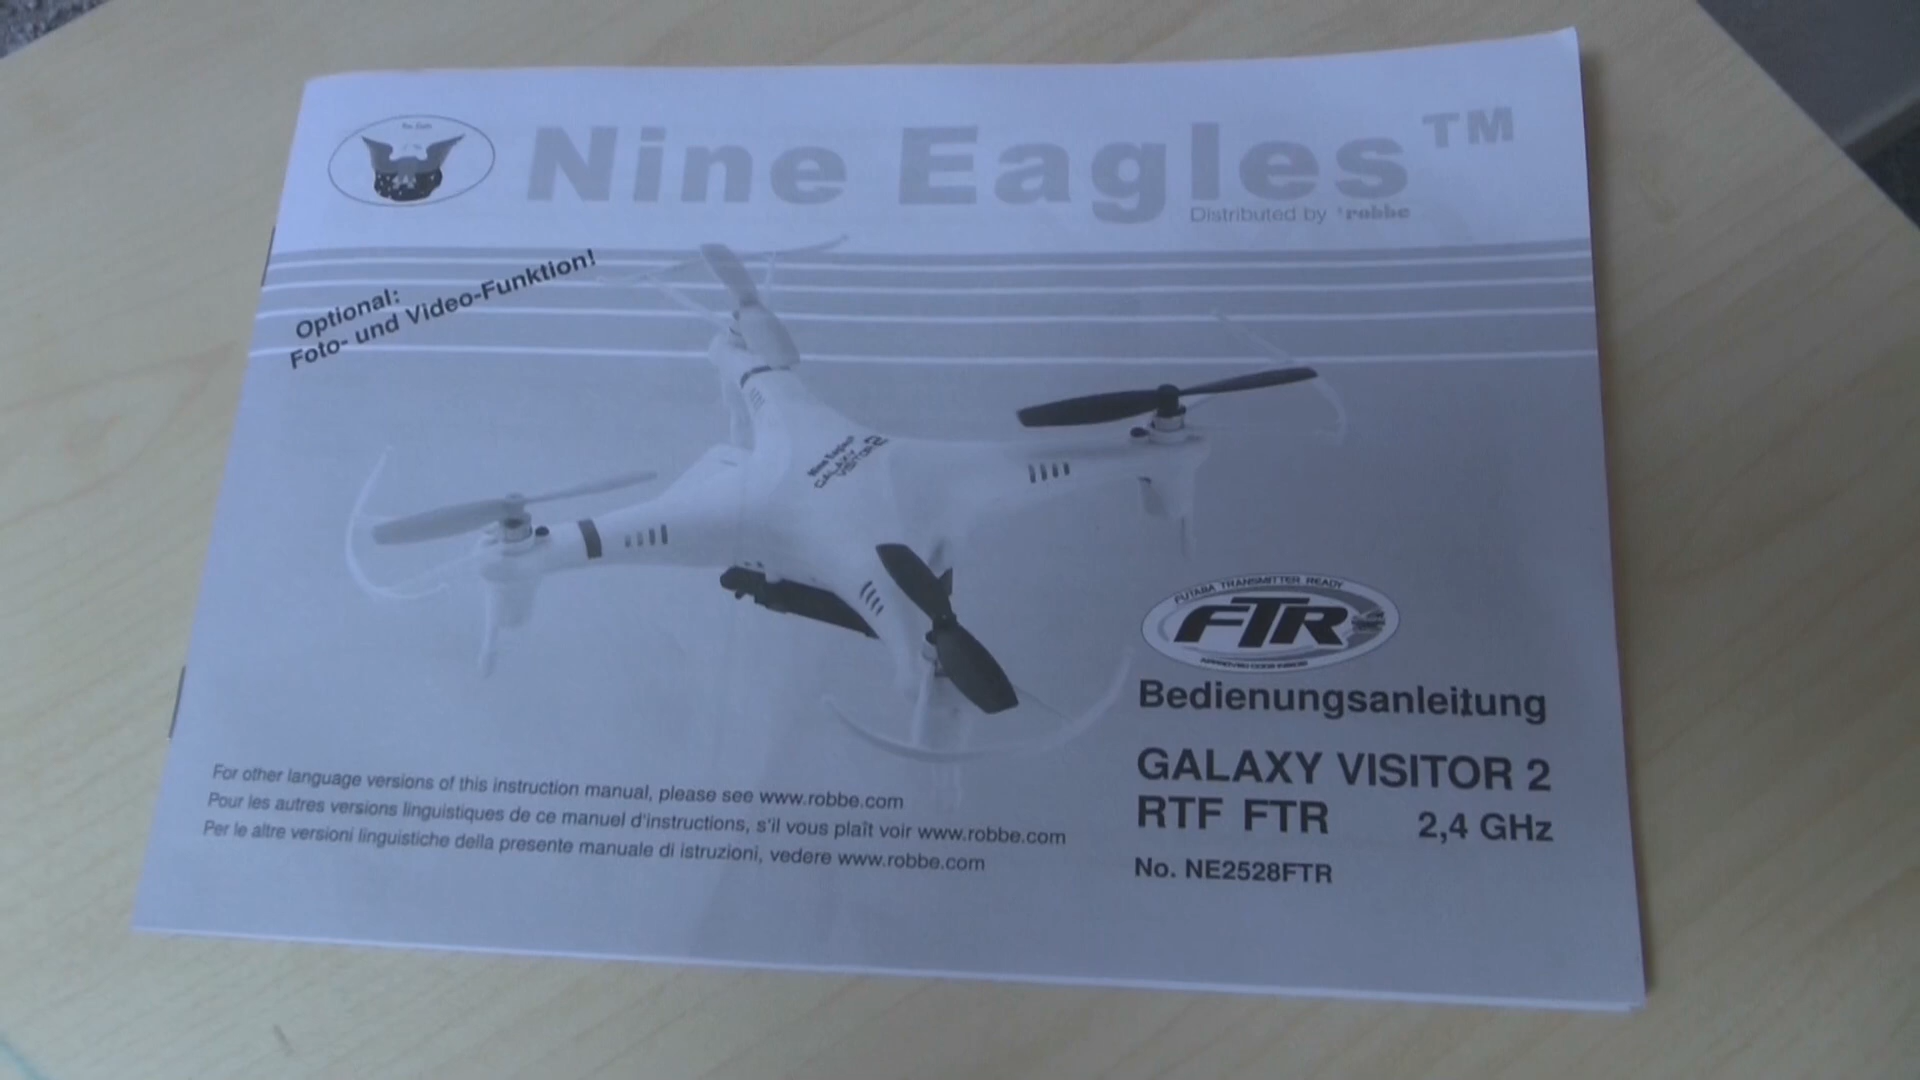 Nine Eagles™
Distributed by robbe
Optional:
Foto- und Video-Funktion!
Nine Eagles
GALAXY
VISITOR 2
FUTABA TRANSMITTER READY
FTR
Bedienungsanleitung
GALAXY VISITOR 2
RTF FTR 2,4 GHz
No. NE2528FTR
For other language versions of this instruction manual, please see www.robbe.com
Pour les autres versions linguistiques de ce manuel d'instructions, s'il vous plaît voir www.robbe.com
Per le altre versioni linguistiche della presente manuale di istruzioni, vedere www.robbe.com